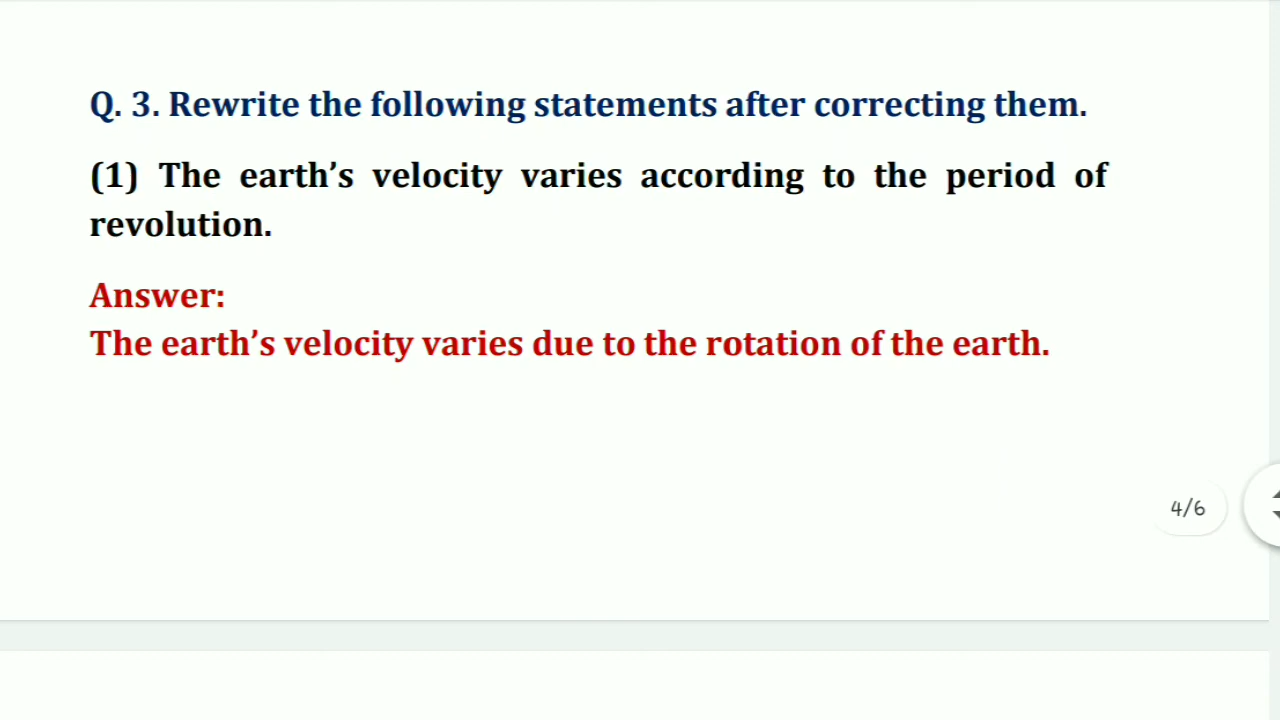 Q. 3. Rewrite the following statements after correcting them.
(1) The earth’s velocity varies according to the period of
revolution.
Answer:
The earth’s velocity varies due to the rotation of the earth.
4/6